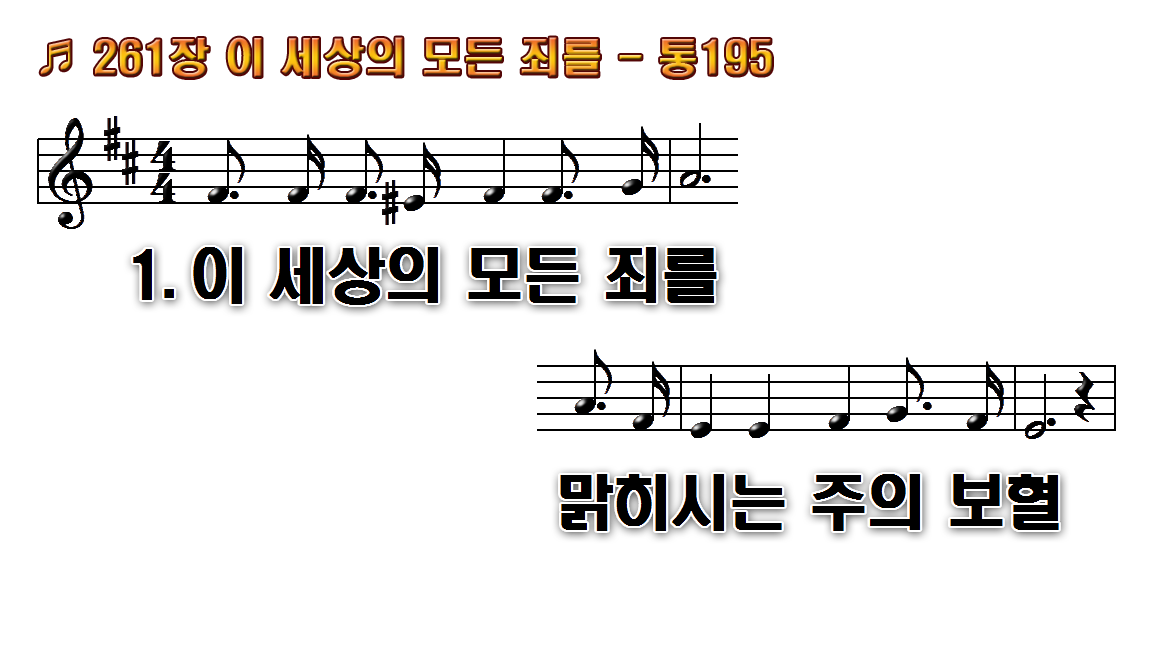 ♬ 261장 이 세상의 모든 죄를 - 통195
1. 이 세상의 모든 죄를
맑히시는 주의 보혈